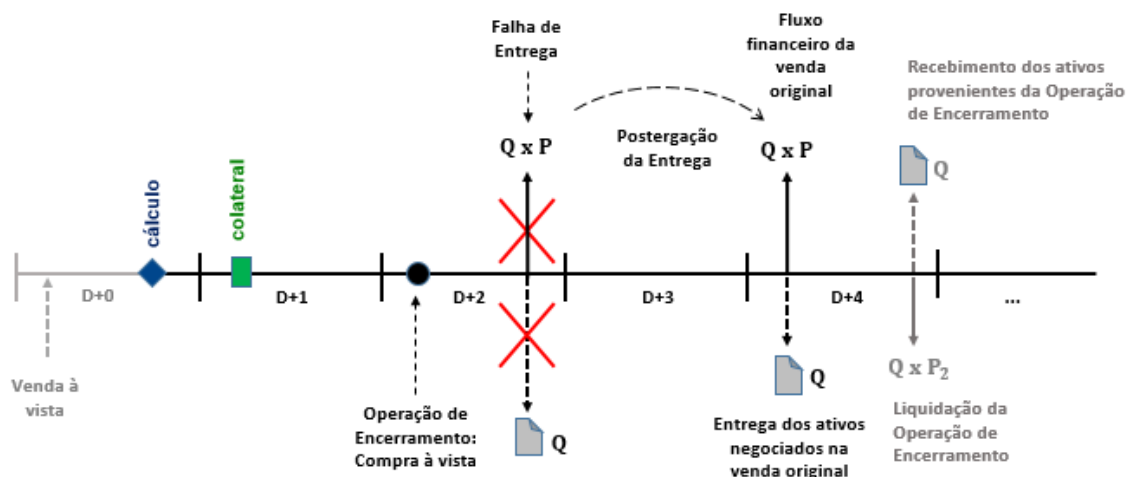 Falha de
Entrega
Q x P
Postergação
da Entrega
Fluxo
financeiro da
venda
original
Q x P
Recebimento dos ativos
provenientes da Operação
de Encerramento
Q
cálculo
colateral
D+0
D+1
D+2
D+3
D+4
...
Venda à
vista
Operação de
Encerramento:
Compra à vista
Q
Q
Entrega dos ativos
negociados na
venda original
Q x P₂
Liquidação da
Operação de
Encerramento